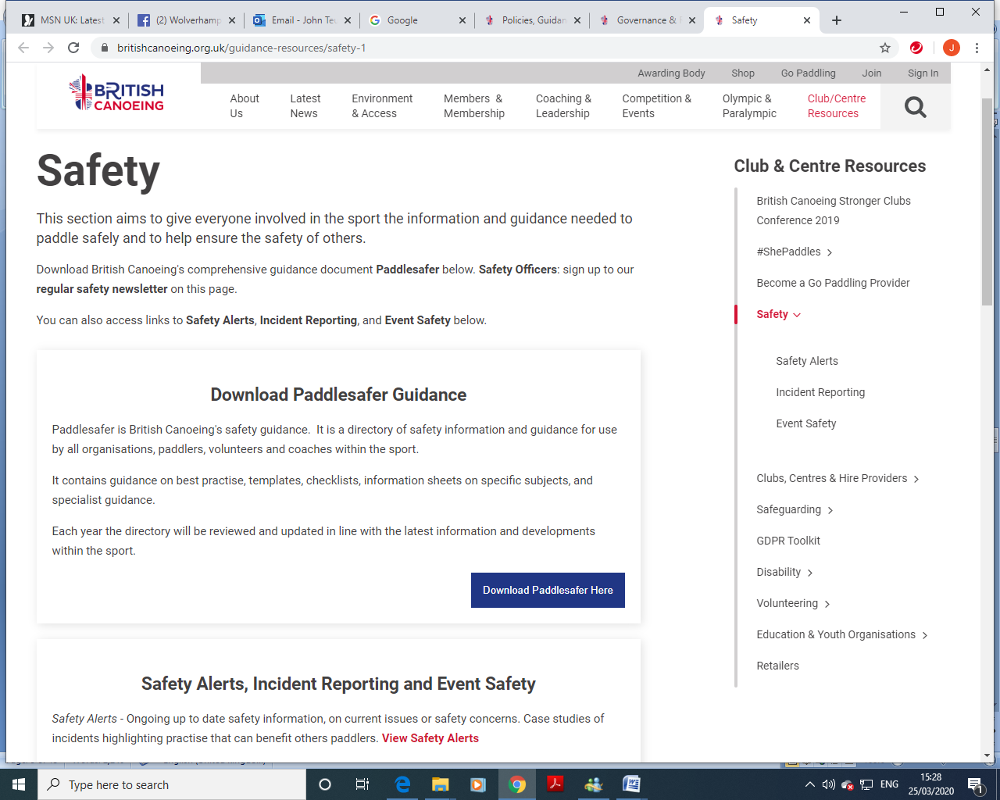 MSN UK: Latest
(2) Wolverhamp
Email - John Teu
Google
Policies, Guidan
Governance &
Safety
britishcanoeing.org.uk/guidance-resources/safety-1
J
Awarding Body Shop Go Paddling Join Sign In
BRITISH
CANOEING
About Us
Latest News
Environment & Access
Members & Membership
Coaching & Leadership
Competition & Events
Olympic & Paralympic
Club/Centre Resources
Safety
This section aims to give everyone involved in the sport the information and guidance needed to
paddle safely and to help ensure the safety of others.
Download British Canoeing's comprehensive guidance document Paddlesafer below. Safety Officers: sign up to our
regular safety newsletter on this page.
You can also access links to Safety Alerts, Incident Reporting, and Event Safety below.
Download Paddlesafer Guidance
Paddlesafer is British Canoeing's safety guidance. It is a directory of safety information and guidance for use
by all organisations, paddlers, volunteers and coaches within the sport.
It contains guidance on best practise, templates, checklists, information sheets on specific subjects, and
specialist guidance.
Each year the directory will be reviewed and updated in line with the latest information and developments
within the sport.
Download Paddlesafer Here
Safety Alerts, Incident Reporting and Event Safety
Safety Alerts - Ongoing up to date safety information, on current issues or safety concerns. Case studies of
incidents highlighting practise that can benefit others paddlers. View Safety Alerts
Club & Centre Resources
British Canoeing Stronger Clubs
Conference 2019
#ShePaddles
Become a Go Paddling Provider
Safety
Safety Alerts
Incident Reporting
Event Safety
Clubs, Centres & Hire Providers
Safeguarding
GDPR Toolkit
Disability
Volunteering
Education & Youth Organisations
Retailers
Type here to search
ENG
15:28
25/03/2020
1